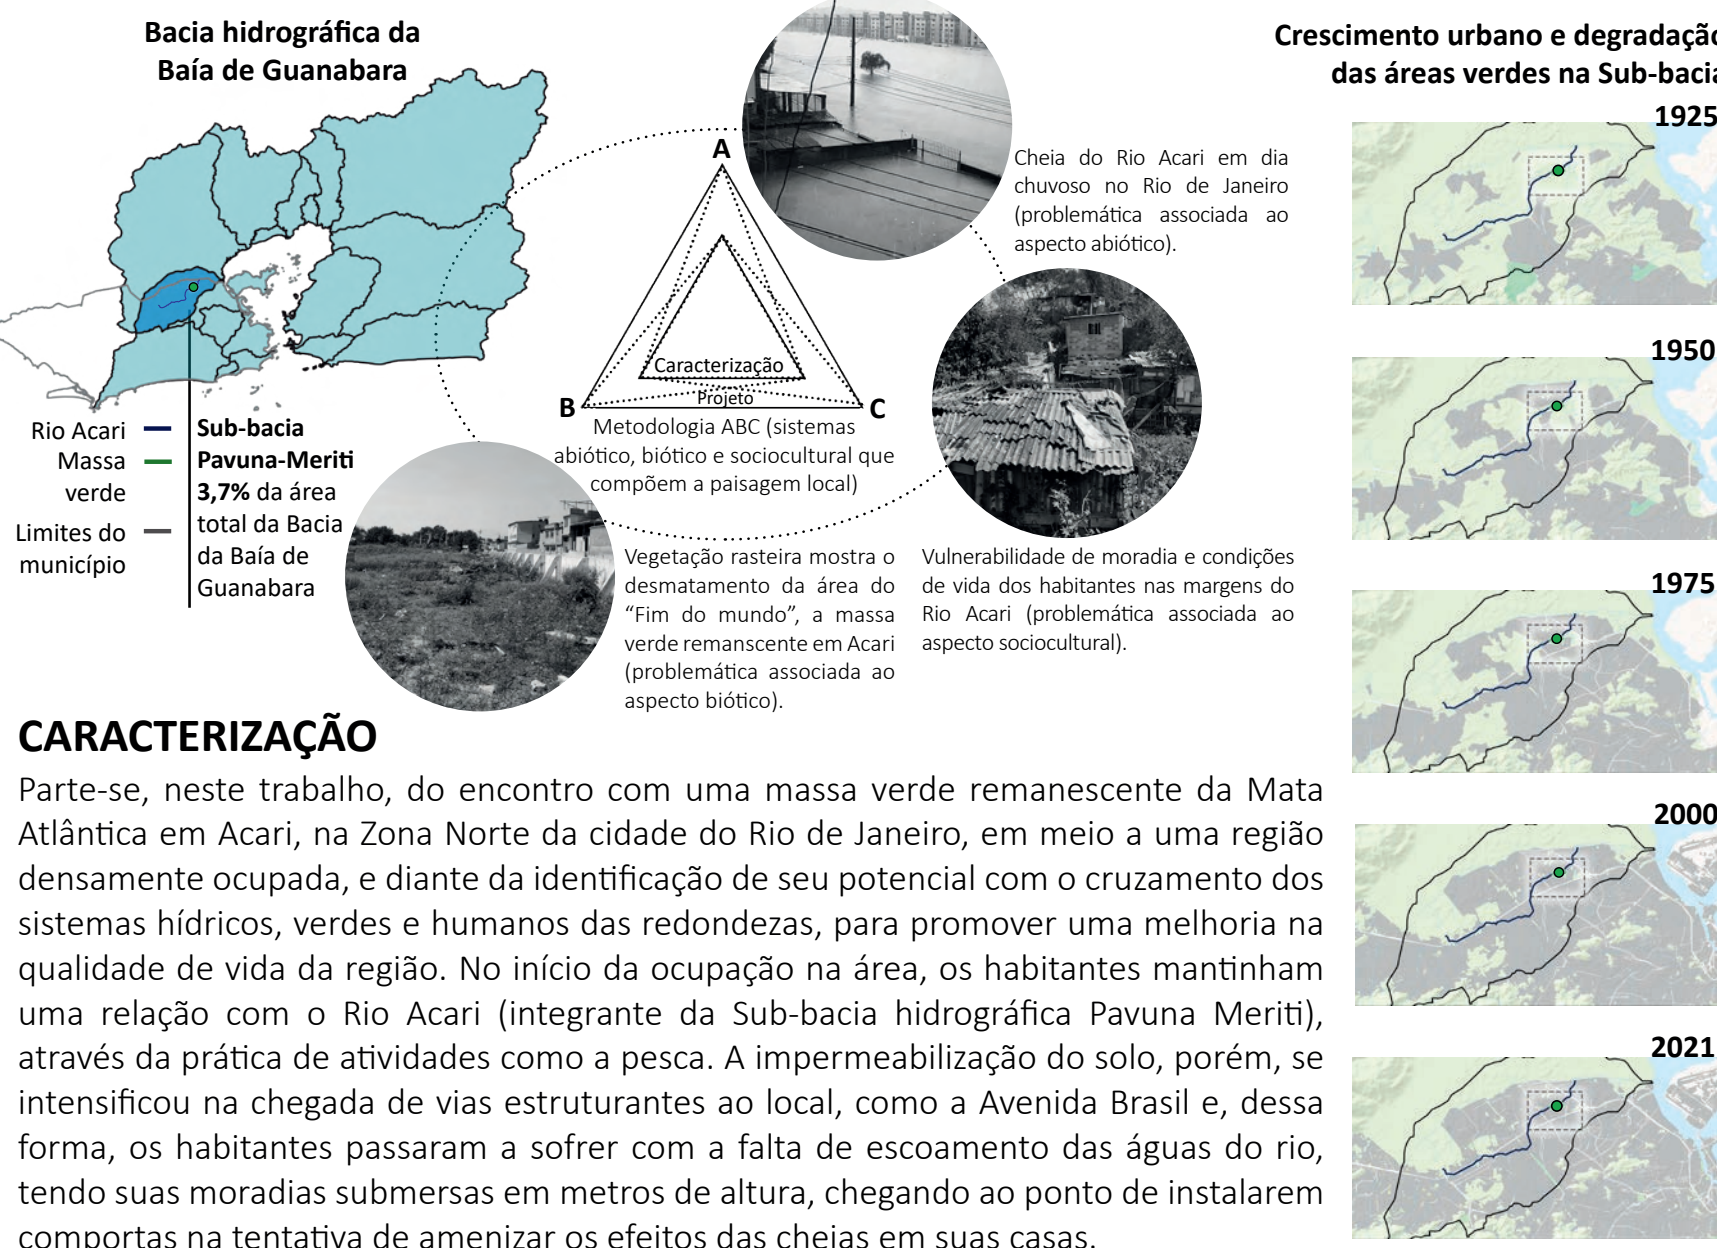 Bacia hidrográfica da
Baía de Guanabara
Rio Acari
Massa
verde
Limites do
município
Sub-bacia
Pavuna-Meriti
3,7% da área
total da Bacia
da Baía de
Guanabara
A
B
C
Caracterização
Projeto
Metodologia ABC (sistemas
abiótico, biótico e sociocultural que
compõem a paisagem local)
Cheia do Rio Acari em dia
chuvoso no Rio de Janeiro
(problemática associada ao
aspecto abiótico).
Vegetação rasteira mostra o
desmatamento da área do
“Fim do mundo”, a massa
verde remanscente em Acari
(problemática associada ao
aspecto biótico).
Vulnerabilidade de moradia e condições
de vida dos habitantes nas margens do
Rio Acari (problemática associada ao
aspecto sociocultural).
Crescimento urbano e degradação
das áreas verdes na Sub-bacia
1925
1950
1975
2000
2021
CARACTERIZAÇÃO
Parte-se, neste trabalho, do encontro com uma massa verde remanescente da Mata
Atlântica em Acari, na Zona Norte da cidade do Rio de Janeiro, em meio a uma região
densamente ocupada, e diante da identificação de seu potencial com o cruzamento dos
sistemas hídricos, verdes e humanos das redondezas, para promover uma melhoria na
qualidade de vida da região. No início da ocupação na área, os habitantes mantinham
uma relação com o Rio Acari (integrante da Sub-bacia hidrográfica Pavuna Meriti),
através da prática de atividades como a pesca. A impermeabilização do solo, porém, se
intensificou na chegada de vias estruturantes ao local, como a Avenida Brasil e, dessa
forma, os habitantes passaram a sofrer com a falta de escoamento das águas do rio,
tendo suas moradias submersas em metros de altura, chegando ao ponto de instalarem
comportas na tentativa de amenizar os efeitos das cheias em suas casas.